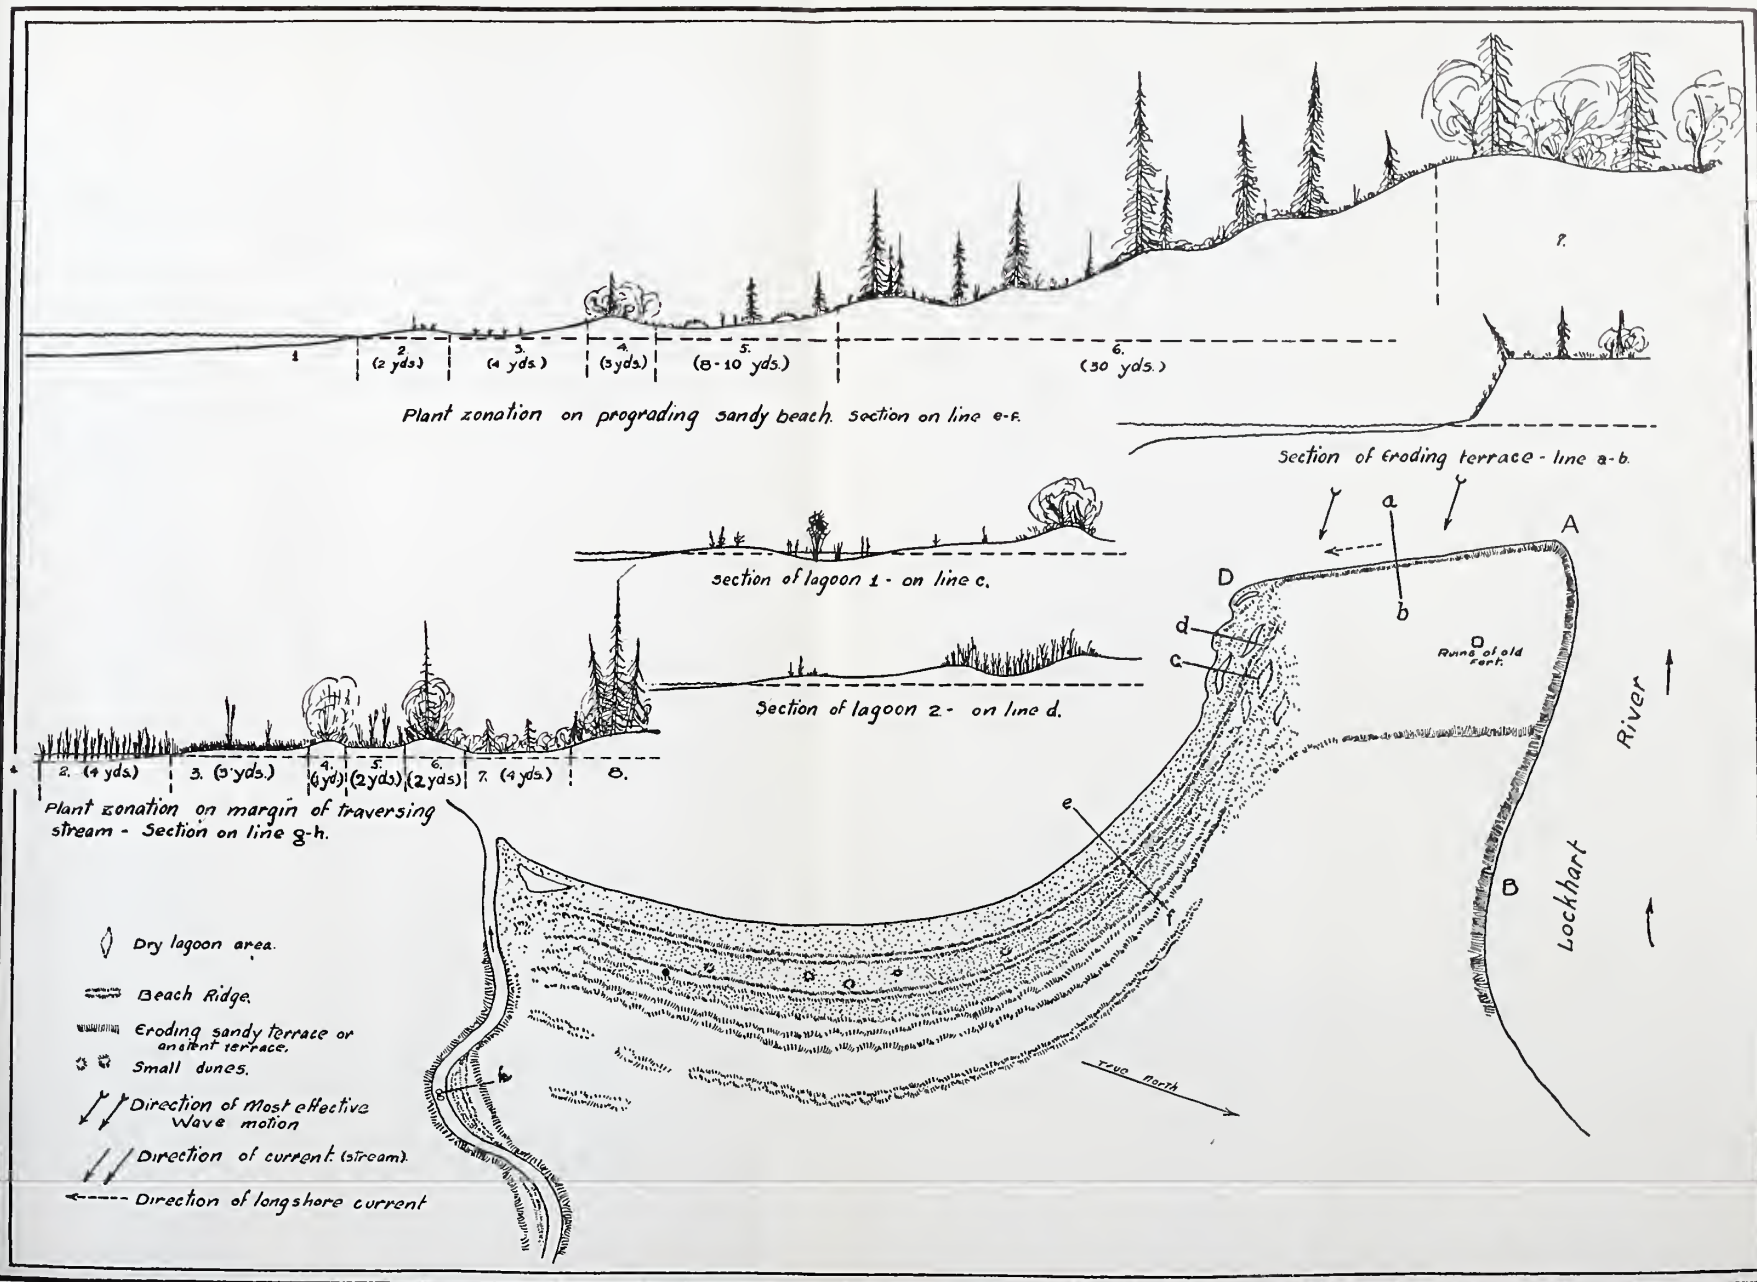 7.
1
2.
(2 yds.)
3.
(4 yds.)
4.
(3 yds.)
5.
(8-10 yds.)
6.
(30 yds.)
Plant zonation on prograding sandy beach. Section on line e-f.
Section of Eroding terrace - line a-b.
Section of lagoon 1 - on line c.
Section of lagoon 2 - on line d.
2. (4 yds.)
3. (3 yds.)
4.
(1 yd)
5.
(2 yds)
6.
(2 yds)
7. (4 yds.)
8.
Plant zonation on margin of traversing
stream - Section on line g-h.
a
A
D
b
d
c
Ruins of old
Fort.
River
Lockhart
B
e
f
g
h
True North
Dry lagoon area.
Beach Ridge.
Eroding sandy terrace or
ancient terrace.
Small dunes.
Direction of Most effective
Wave motion
Direction of current (stream).
Direction of longshore current